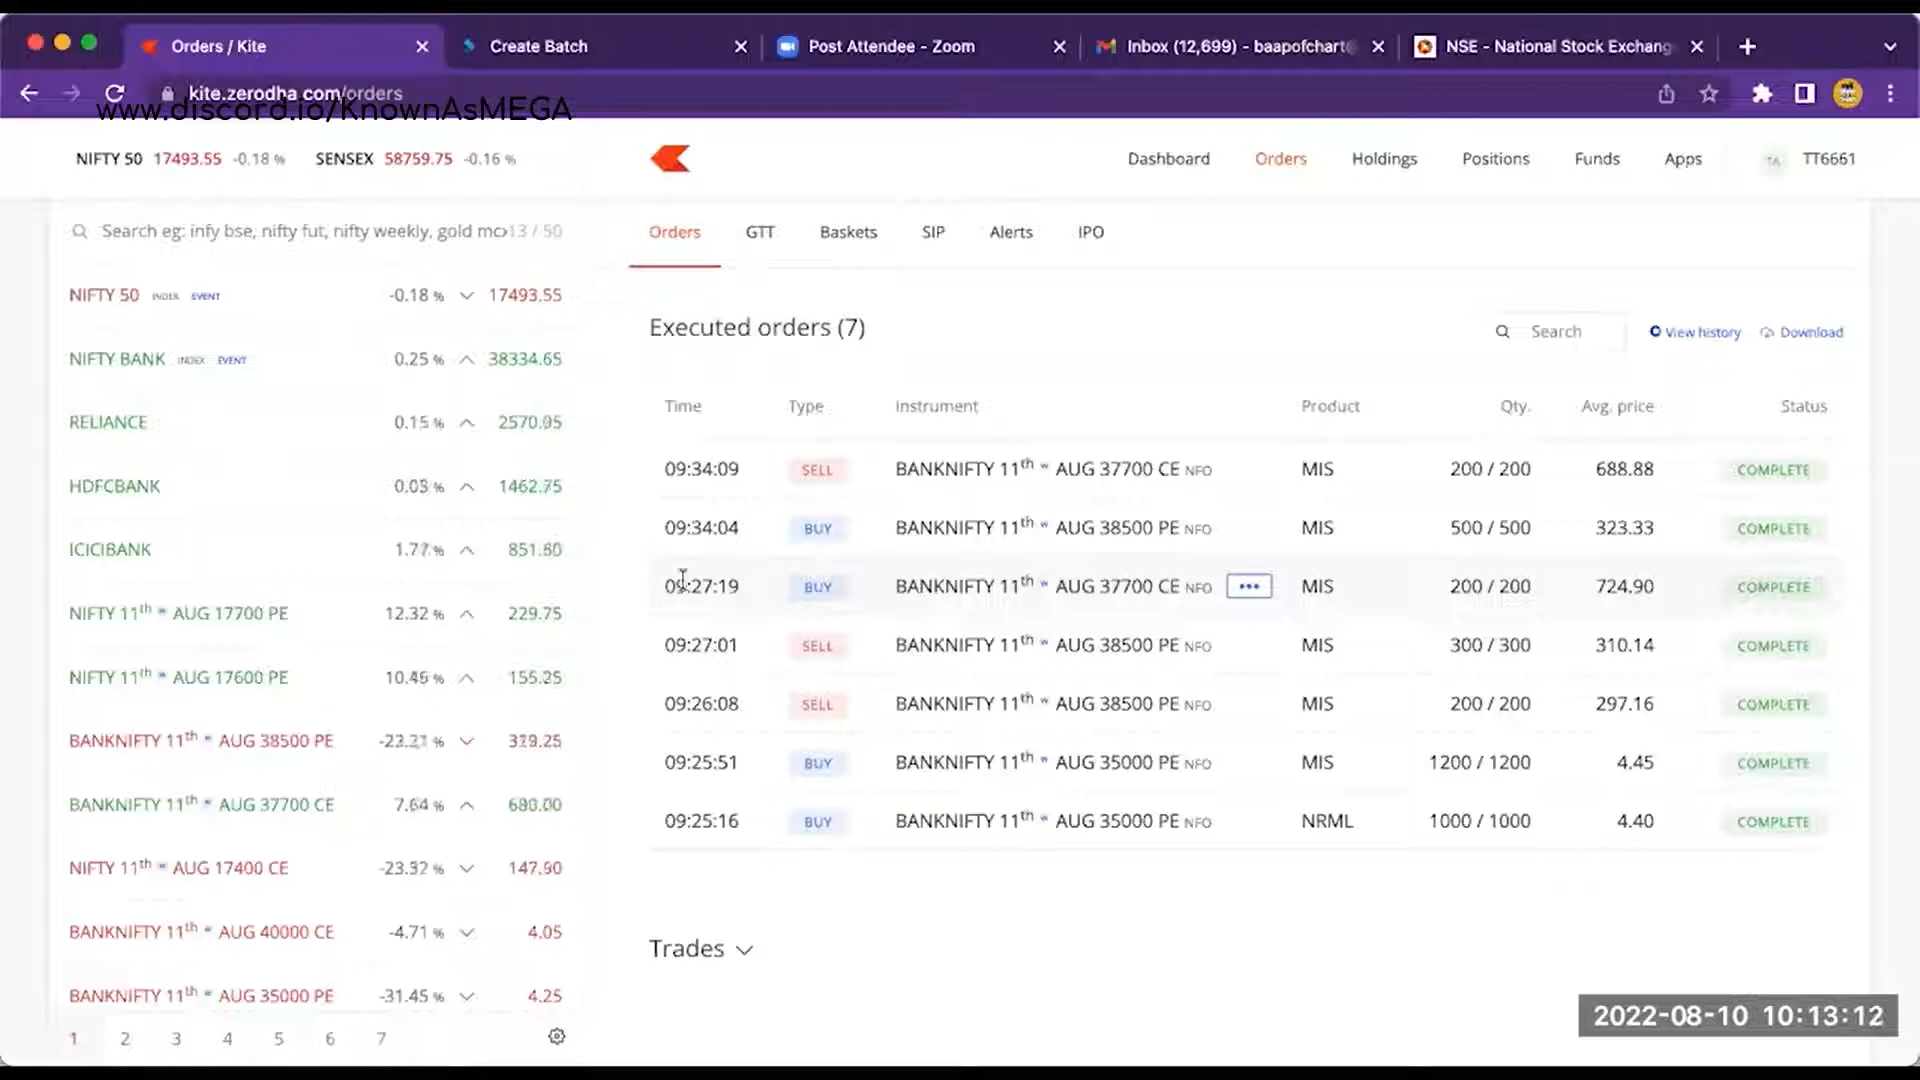 Orders / Kite
Create Batch
Post Attendee - Zoom
Inbox (12,699) - baapofchart@
NSE - National Stock Exchang
kite.zerodha.com/orders
www.discord.io/KnownAsMEGA
NIFTY 50 17493.55 -0.18 % SENSEX 58759.75 -0.16 %
Dashboard Orders Holdings Positions Funds Apps TA TT6661
Search eg: infy bse, nifty fut, nifty weekly, gold mcx 13 / 50
Orders GTT Baskets SIP Alerts IPO
NIFTY 50 INDEX EVENT -0.18 % 17493.55
NIFTY BANK INDEX EVENT 0.25 % 38334.65
RELIANCE 0.15 % 2570.95
HDFCBANK 0.03 % 1462.75
ICICIBANK 1.77 % 851.80
NIFTY 11th w AUG 17700 PE 12.32 % 229.75
NIFTY 11th w AUG 17600 PE 10.46 % 155.25
BANKNIFTY 11th w AUG 38500 PE %
BANKNIFTY 11th w AUG 37700 CE 7.64 % 680.00
NIFTY 11th w AUG 17400 CE -23.32 % 147.90
BANKNIFTY 11th w AUG 40000 CE -4.71 % 4.05
BANKNIFTY 11th w AUG 35000 PE -31.45 % 4.25
1 2 3 4 5 6 7
Executed orders (7)
Search View history Download
Time Type Instrument Product Qty. Avg. price Status
09:34:09 SELL BANKNIFTY 11th w AUG 37700 CE NFO MIS 200 / 200 688.88 COMPLETE
09:34:04 BUY BANKNIFTY 11th w AUG 38500 PE NFO MIS 500 / 500 323.33 COMPLETE
09:27:19 BUY BANKNIFTY 11th w AUG 37700 CE NFO MIS 200 / 200 724.90 COMPLETE
09:27:01 SELL BANKNIFTY 11th w AUG 38500 PE NFO MIS 300 / 300 310.14 COMPLETE
09:26:08 SELL BANKNIFTY 11th w AUG 38500 PE NFO MIS 200 / 200 297.16 COMPLETE
09:25:51 BUY BANKNIFTY 11th w AUG 35000 PE NFO MIS 1200 / 1200 4.45 COMPLETE
09:25:16 BUY BANKNIFTY 11th w AUG 35000 PE NFO NRML 1000 / 1000 4.40 COMPLETE
Trades
2022-08-10 10:13:12